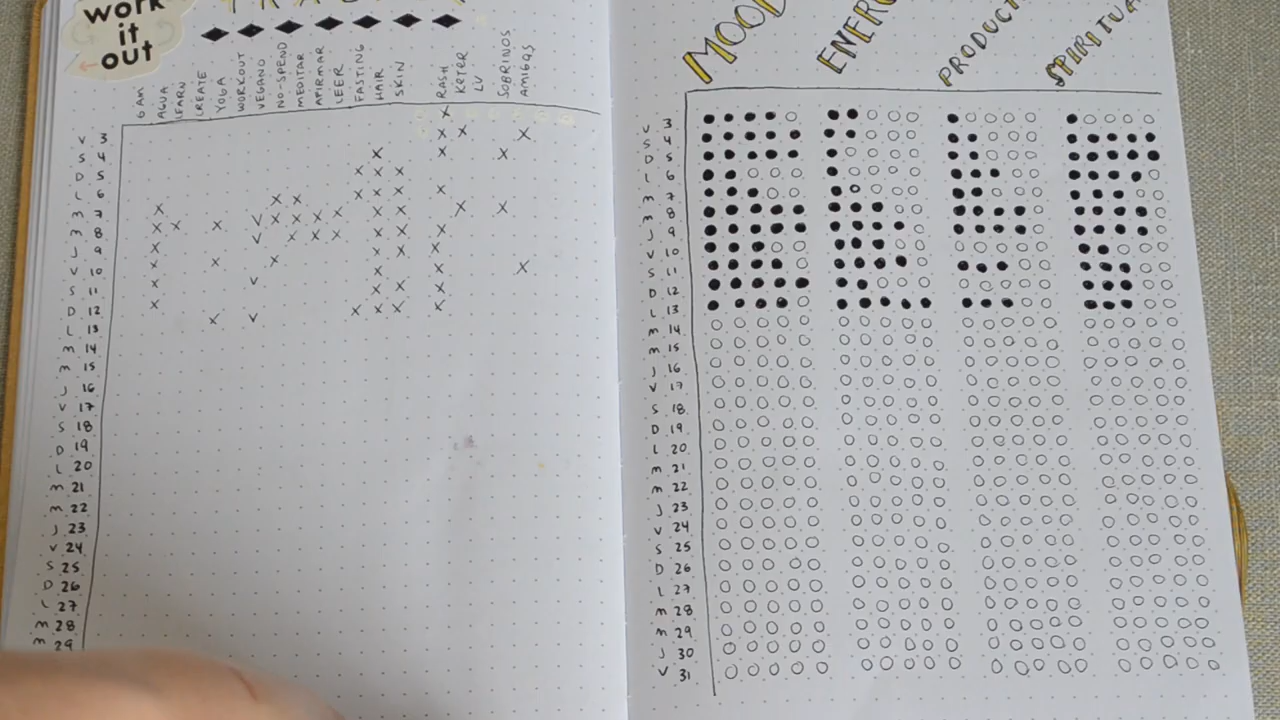 work
it
out
6 AM
AGUA
LEARN
CREATE
YOGA
WORKOUT
VEGANO
NO-SPEND
MEDITAR
AFIRMAR
LEER
FASTING
HAIR
SKIN
RASH
KRTER
LV
SOBRINOS
AMIGOS
V 3
S 4
D 5
L 6
M 7
M 8
J 9
V 10
S 11
D 12
L 13
M 14
M 15
J 16
V 17
S 18
D 19
L 20
M 21
M 22
J 23
V 24
S 25
D 26
L 27
M 28
M 29
MOOD
ENERG
PRODUCT
SPIRITUA
V 3
S 4
D 5
L 6
M 7
M 8
J 9
V 10
S 11
D 12
L 13
M 14
M 15
J 16
V 17
S 18
D 19
L 20
M 21
M 22
J 23
V 24
S 25
D 26
L 27
M 28
M 29
J 30
V 31